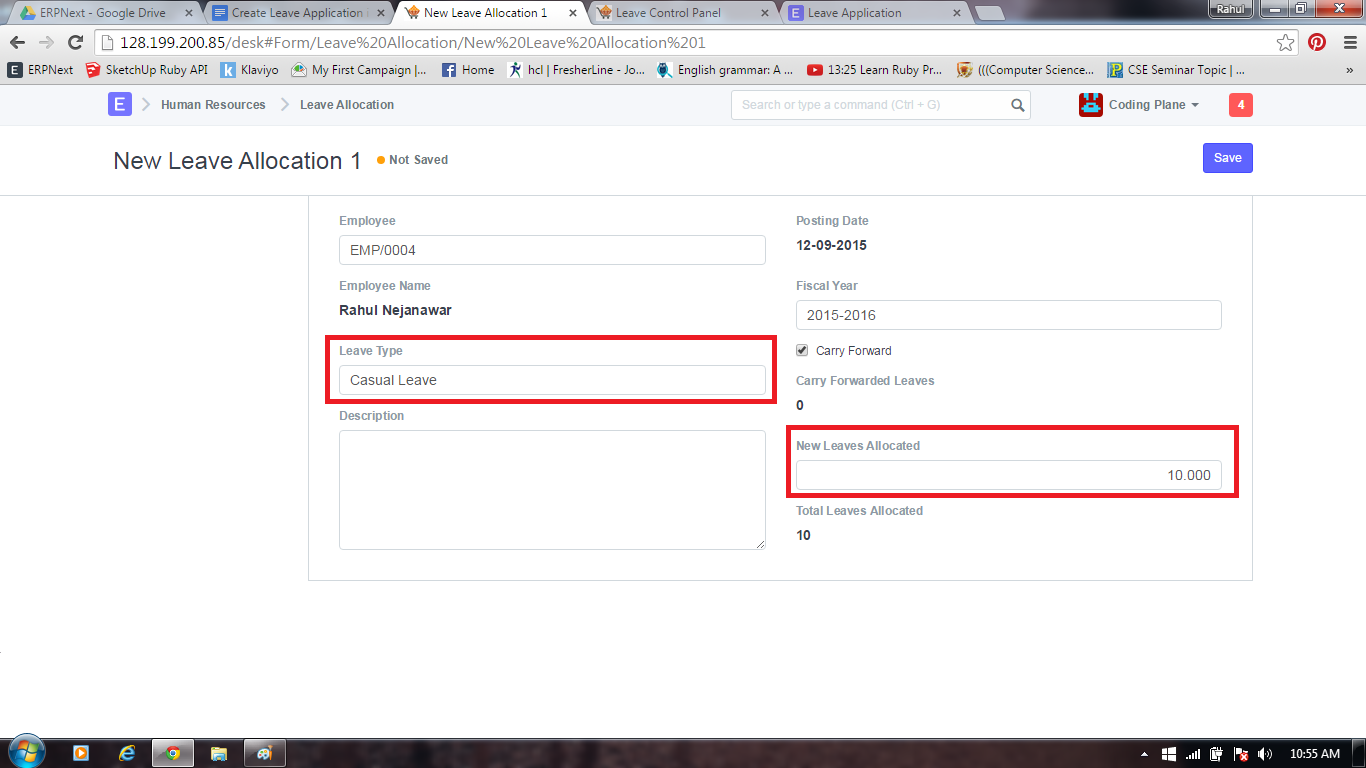 ERPNext - Google Drive
Create Leave Application i
New Leave Allocation 1
Leave Control Panel
Leave Application
Rahul
128.199.200.85/desk#Form/Leave%20Allocation/New%20Leave%20Allocation%201
E ERPNext
SketchUp Ruby API
k Klaviyo
My First Campaign |...
Home
hcl | FresherLine - Jo...
English grammar: A ...
13:25 Learn Ruby Pr...
(((Computer Science...
CSE Seminar Topic | ...
»
E
Human Resources
Leave Allocation
Search or type a command (Ctrl + G)
Coding Plane
4
New Leave Allocation 1
Not Saved
Save
Employee
EMP/0004
Employee Name
Rahul Nejanawar
Leave Type
Casual Leave
Description
Posting Date
12-09-2015
Fiscal Year
2015-2016
Carry Forward
Carry Forwarded Leaves
0
New Leaves Allocated
10.000
Total Leaves Allocated
10
10:55 AM